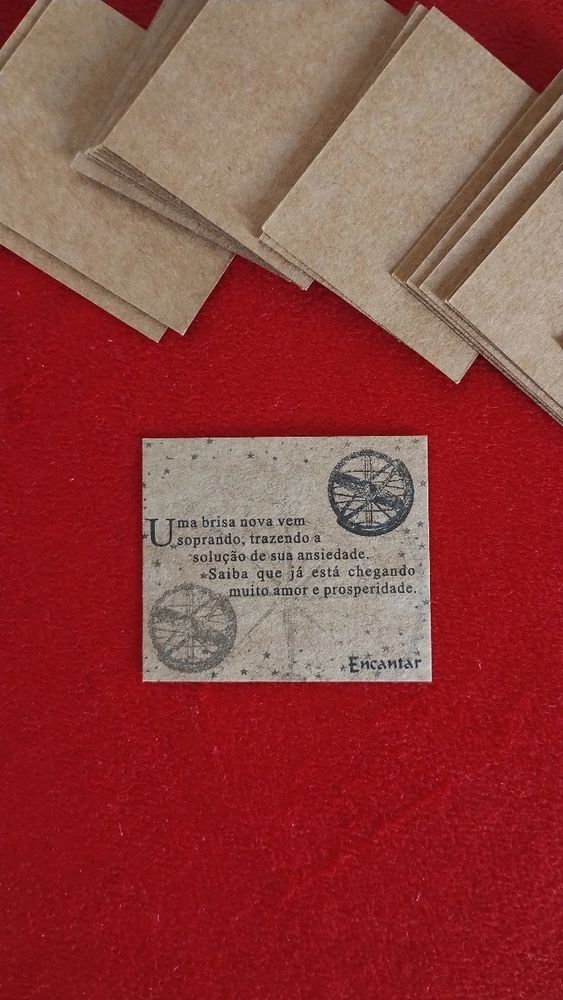 Uma brisa nova vem
soprando, trazendo a
solução de sua ansiedade.
Saiba que já está chegando
muito amor e prosperidade.
Encantar